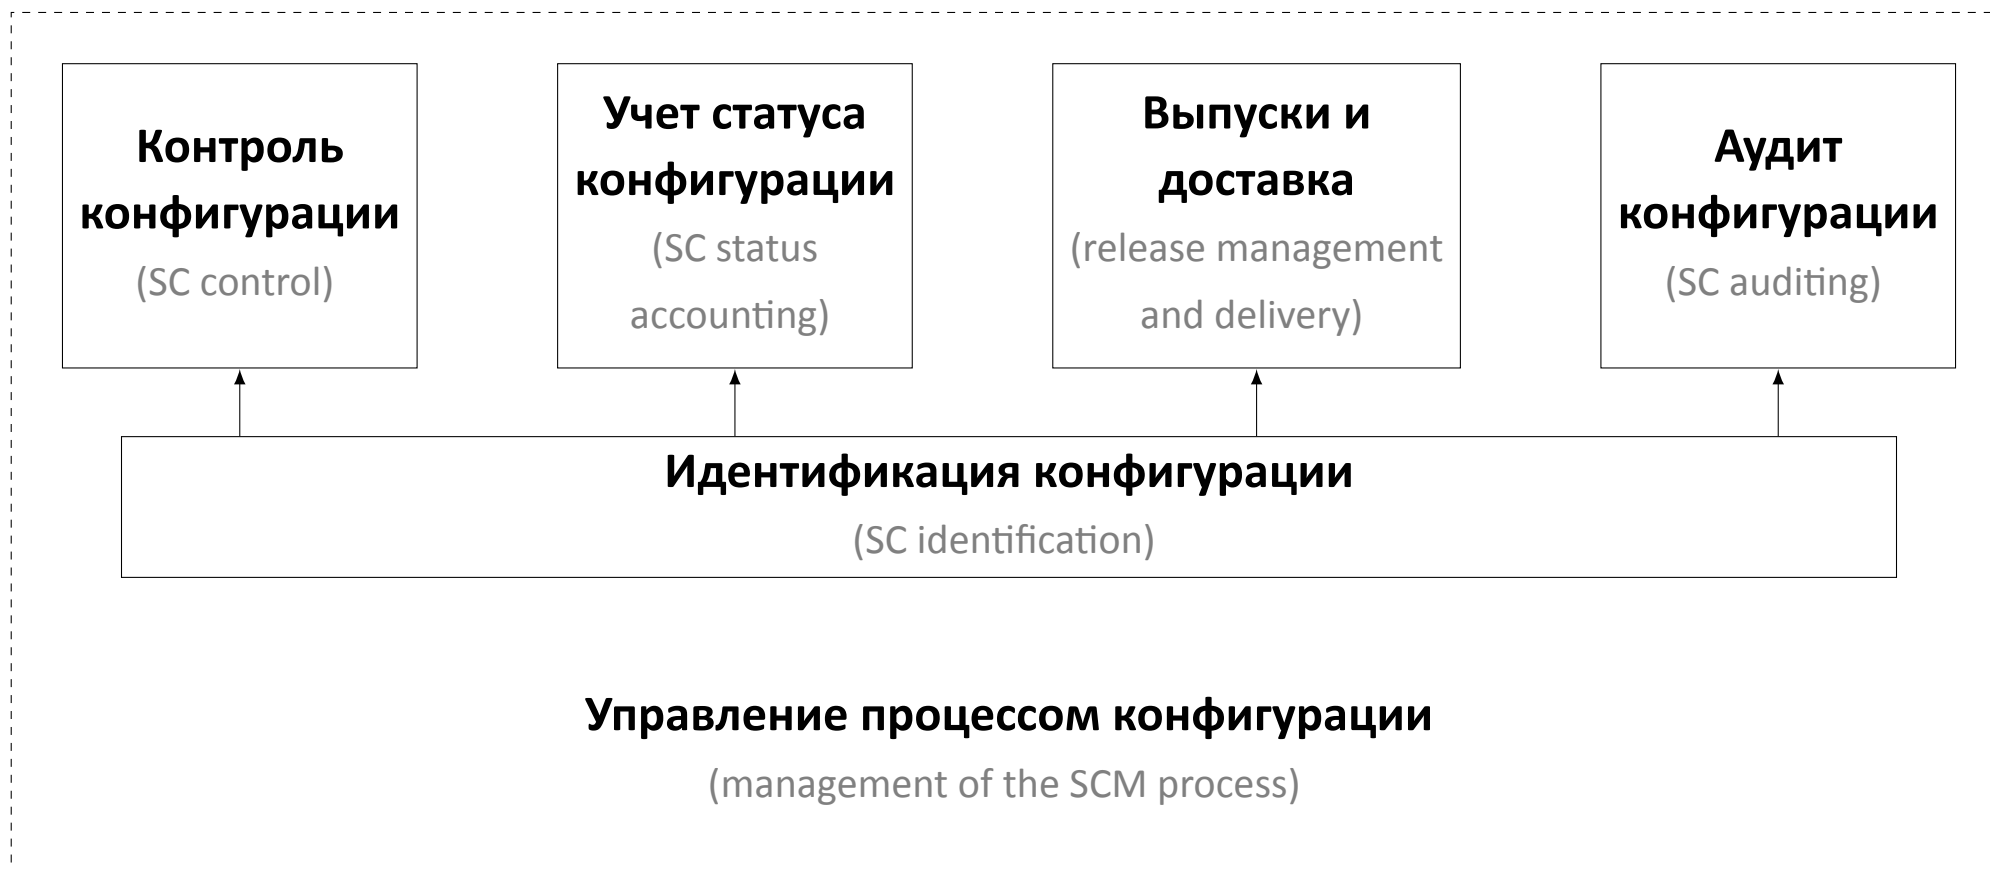 Контроль
конфигурации
(SC control)
Учет статуса
конфигурации
(SC status
accounting)
Выпуски и
доставка
(release management
and delivery)
Аудит
конфигурации
(SC auditing)
Идентификация конфигурации
(SC identification)
Управление процессом конфигурации
(management of the SCM process)